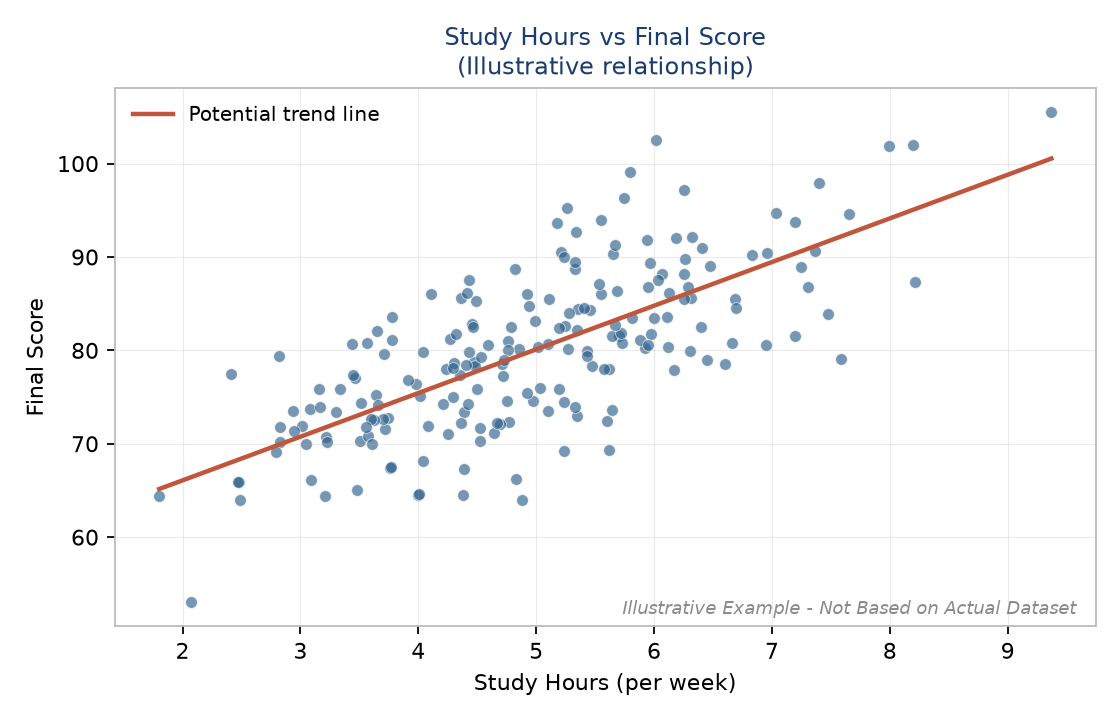 Study Hours vs Final Score
(Illustrative relationship)
Potential trend line
Final Score
100
90
80
70
60
Illustrative Example - Not Based on Actual Dataset
2 3 4 5 6 7 8 9
Study Hours (per week)